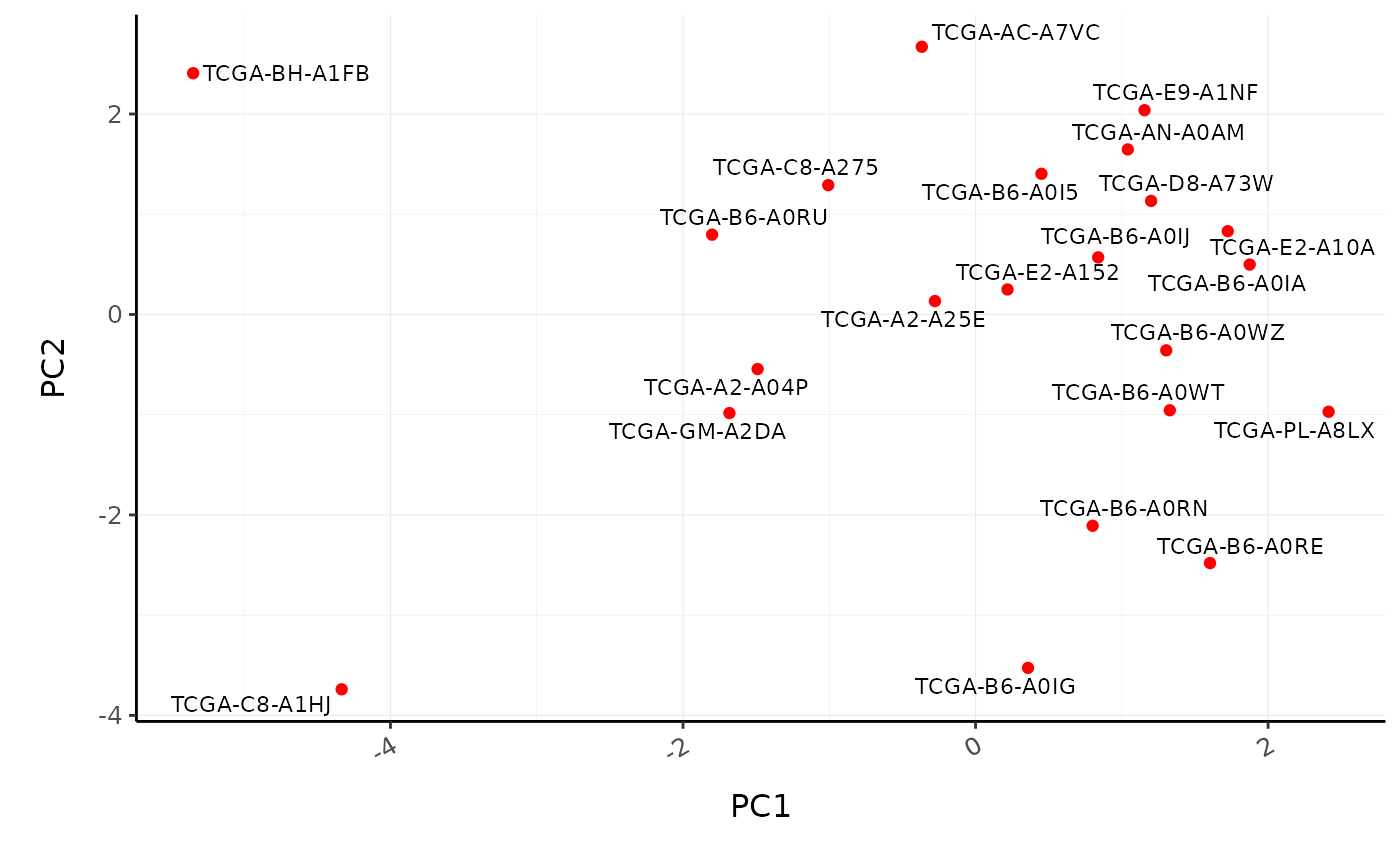 TCGA-AC-A7VC
TCGA-BH-A1FB
TCGA-E9-A1NF
2
TCGA-AN-A0AM
TCGA-C8-A275
TCGA-D8-A73W
TCGA-B6-A0I5
TCGA-B6-A0RU
TCGA-B6-A0IJ
TCGA-E2-A10A
TCGA-E2-A152
TCGA-B6-A0IA
0
TCGA-A2-A25E
TCGA-B6-A0WZ
PC2
TCGA-A2-A04P
TCGA-B6-A0WT
TCGA-GM-A2DA
TCGA-PL-A8LX
TCGA-B6-A0RN
-2
TCGA-B6-A0RE
TCGA-B6-A0IG
TCGA-C8-A1HJ
-4
-4 -2 0 2
PC1